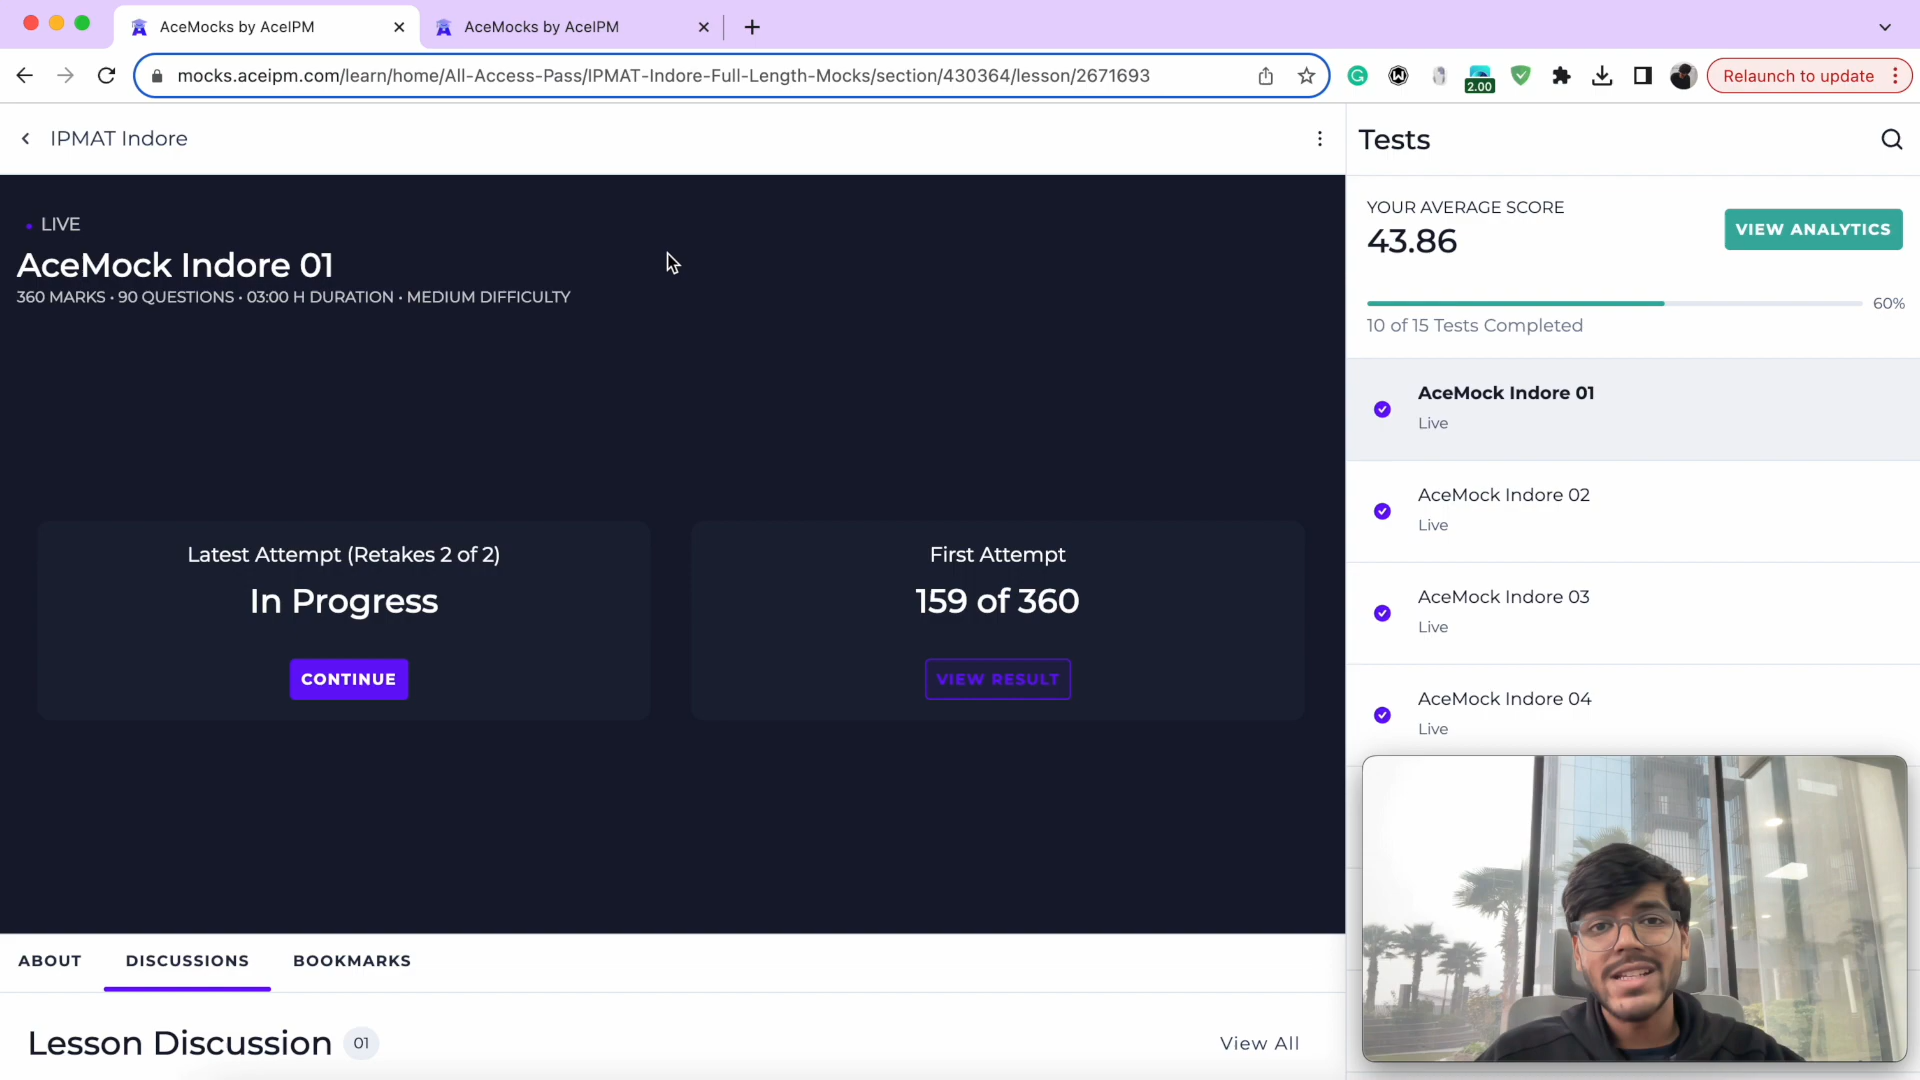 AceMocks by AceIPM
AceMocks by AceIPM
mocks.aceipm.com/learn/home/All-Access-Pass/IPMAT-Indore-Full-Length-Mocks/section/430364/lesson/2671693
2.00
Relaunch to update
IPMAT Indore
LIVE
AceMock Indore 01
360 MARKS • 90 QUESTIONS • 03:00 H DURATION • MEDIUM DIFFICULTY
Latest Attempt (Retakes 2 of 2)
In Progress
CONTINUE
First Attempt
159 of 360
VIEW RESULT
ABOUT
DISCUSSIONS
BOOKMARKS
Lesson Discussion 01
View All
Tests
YOUR AVERAGE SCORE
43.86
VIEW ANALYTICS
60%
10 of 15 Tests Completed
AceMock Indore 01
Live
AceMock Indore 02
Live
AceMock Indore 03
Live
AceMock Indore 04
Live